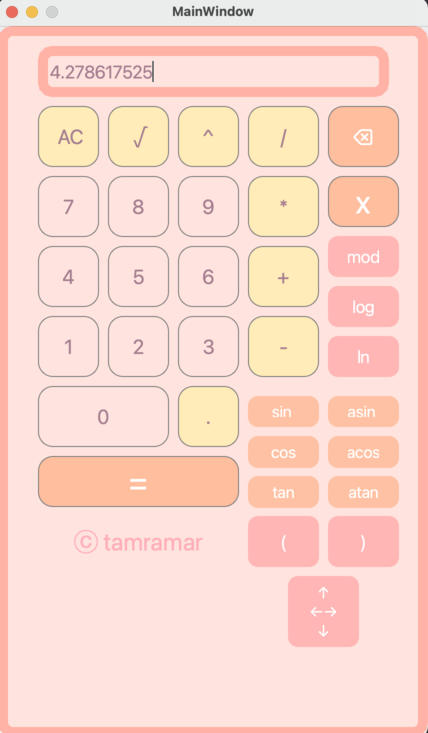 MainWindow
4.278617525
AC √ ^ /
7 8 9 * X
4 5 6 + mod
log
1 2 3 - ln
0 . sin asin
cos acos
= tan atan
© tamramar ( )
↑
←→
↓